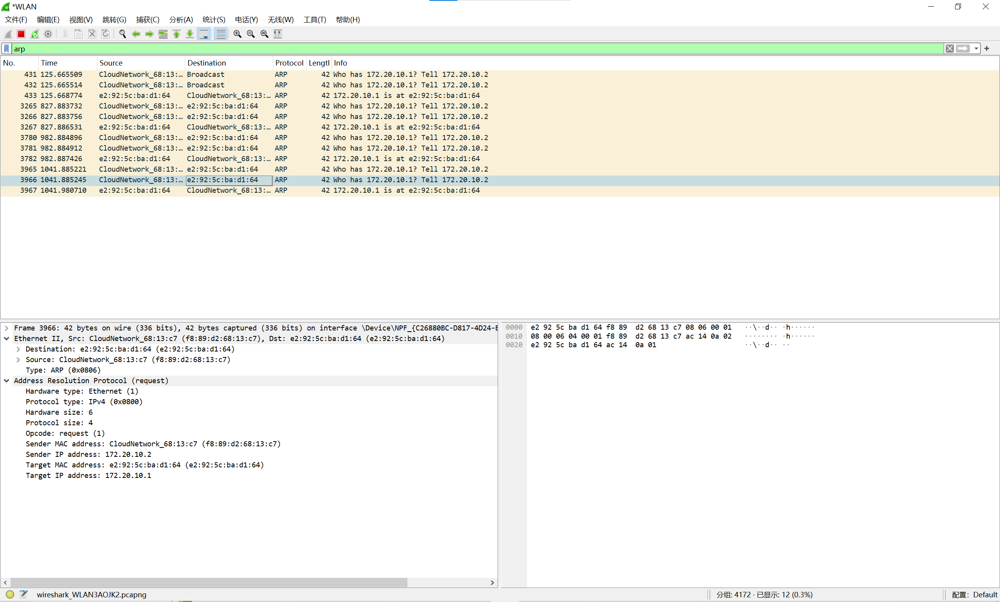 *WLAN
文件(F) 编辑(E) 视图(V) 跳转(G) 捕获(C) 分析(A) 统计(S) 电话(Y) 无线(W) 工具(T) 帮助(H)
arp
No. Time Source Destination Protocol Lengtl Info
431 125.665509 CloudNetwork_68:13:… Broadcast ARP 42 Who has 172.20.10.1? Tell 172.20.10.2
432 125.665514 CloudNetwork_68:13:… Broadcast ARP 42 Who has 172.20.10.1? Tell 172.20.10.2
433 125.668774 e2:92:5c:ba:d1:64 CloudNetwork_68:13:… ARP 42 172.20.10.1 is at e2:92:5c:ba:d1:64
3265 827.883732 CloudNetwork_68:13:… e2:92:5c:ba:d1:64 ARP 42 Who has 172.20.10.1? Tell 172.20.10.2
3266 827.883756 CloudNetwork_68:13:… e2:92:5c:ba:d1:64 ARP 42 Who has 172.20.10.1? Tell 172.20.10.2
3267 827.886531 e2:92:5c:ba:d1:64 CloudNetwork_68:13:… ARP 42 172.20.10.1 is at e2:92:5c:ba:d1:64
3780 982.884896 CloudNetwork_68:13:… e2:92:5c:ba:d1:64 ARP 42 Who has 172.20.10.1? Tell 172.20.10.2
3781 982.884912 CloudNetwork_68:13:… e2:92:5c:ba:d1:64 ARP 42 Who has 172.20.10.1? Tell 172.20.10.2
3782 982.887426 e2:92:5c:ba:d1:64 CloudNetwork_68:13:… ARP 42 172.20.10.1 is at e2:92:5c:ba:d1:64
3965 1041.885221 CloudNetwork_68:13:… e2:92:5c:ba:d1:64 ARP 42 Who has 172.20.10.1? Tell 172.20.10.2
3966 1041.885245 CloudNetwork_68:13:… e2:92:5c:ba:d1:64 ARP 42 Who has 172.20.10.1? Tell 172.20.10.2
3967 1041.980710 e2:92:5c:ba:d1:64 CloudNetwork_68:13:… ARP 42 172.20.10.1 is at e2:92:5c:ba:d1:64
Frame 3966: 42 bytes on wire (336 bits), 42 bytes captured (336 bits) on interface \Device\NPF_{C26880BC-D817-4D24-E
Ethernet II, Src: CloudNetwork_68:13:c7 (f8:89:d2:68:13:c7), Dst: e2:92:5c:ba:d1:64 (e2:92:5c:ba:d1:64)
Destination: e2:92:5c:ba:d1:64 (e2:92:5c:ba:d1:64)
Source: CloudNetwork_68:13:c7 (f8:89:d2:68:13:c7)
Type: ARP (0x0806)
Address Resolution Protocol (request)
Hardware type: Ethernet (1)
Protocol type: IPv4 (0x0800)
Hardware size: 6
Protocol size: 4
Opcode: request (1)
Sender MAC address: CloudNetwork_68:13:c7 (f8:89:d2:68:13:c7)
Sender IP address: 172.20.10.2
Target MAC address: e2:92:5c:ba:d1:64 (e2:92:5c:ba:d1:64)
Target IP address: 172.20.10.1
0000 e2 92 5c ba d1 64 f8 89 d2 68 13 c7 08 06 00 01 ··\··d·· ·h······
0010 08 00 06 04 00 01 f8 89 d2 68 13 c7 ac 14 0a 02 ········ ·h······
0020 e2 92 5c ba d1 64 ac 14 0a 01 ··\··d·· ··
wireshark_WLAN3AOJK2.pcapng 分组: 4172 · 已显示: 12 (0.3%) 配置: Default